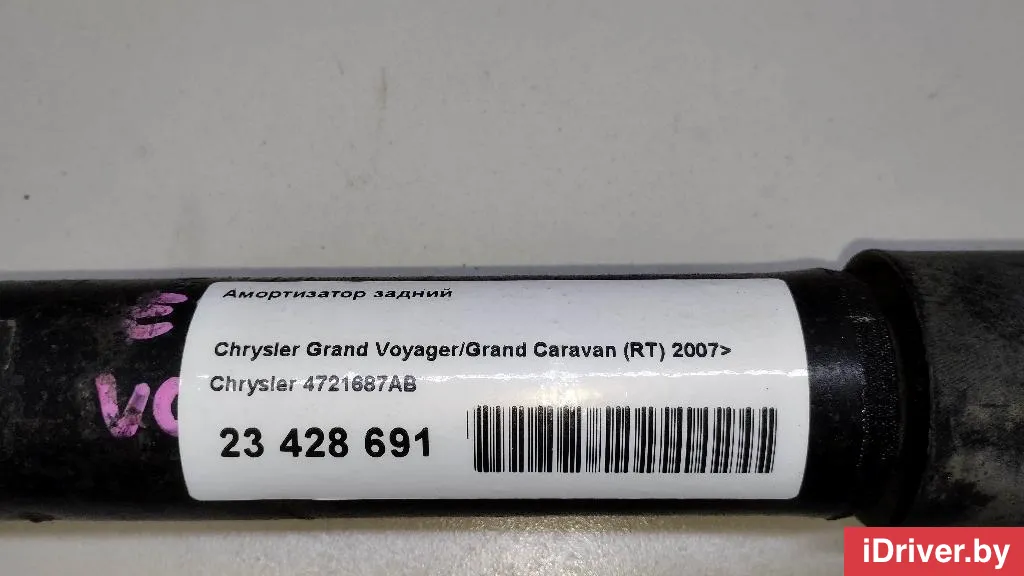 Амортизатор задний
Chrysler Grand Voyager/Grand Caravan (RT) 2007>
Chrysler 4721687AB
23 428 691
iDriver.by